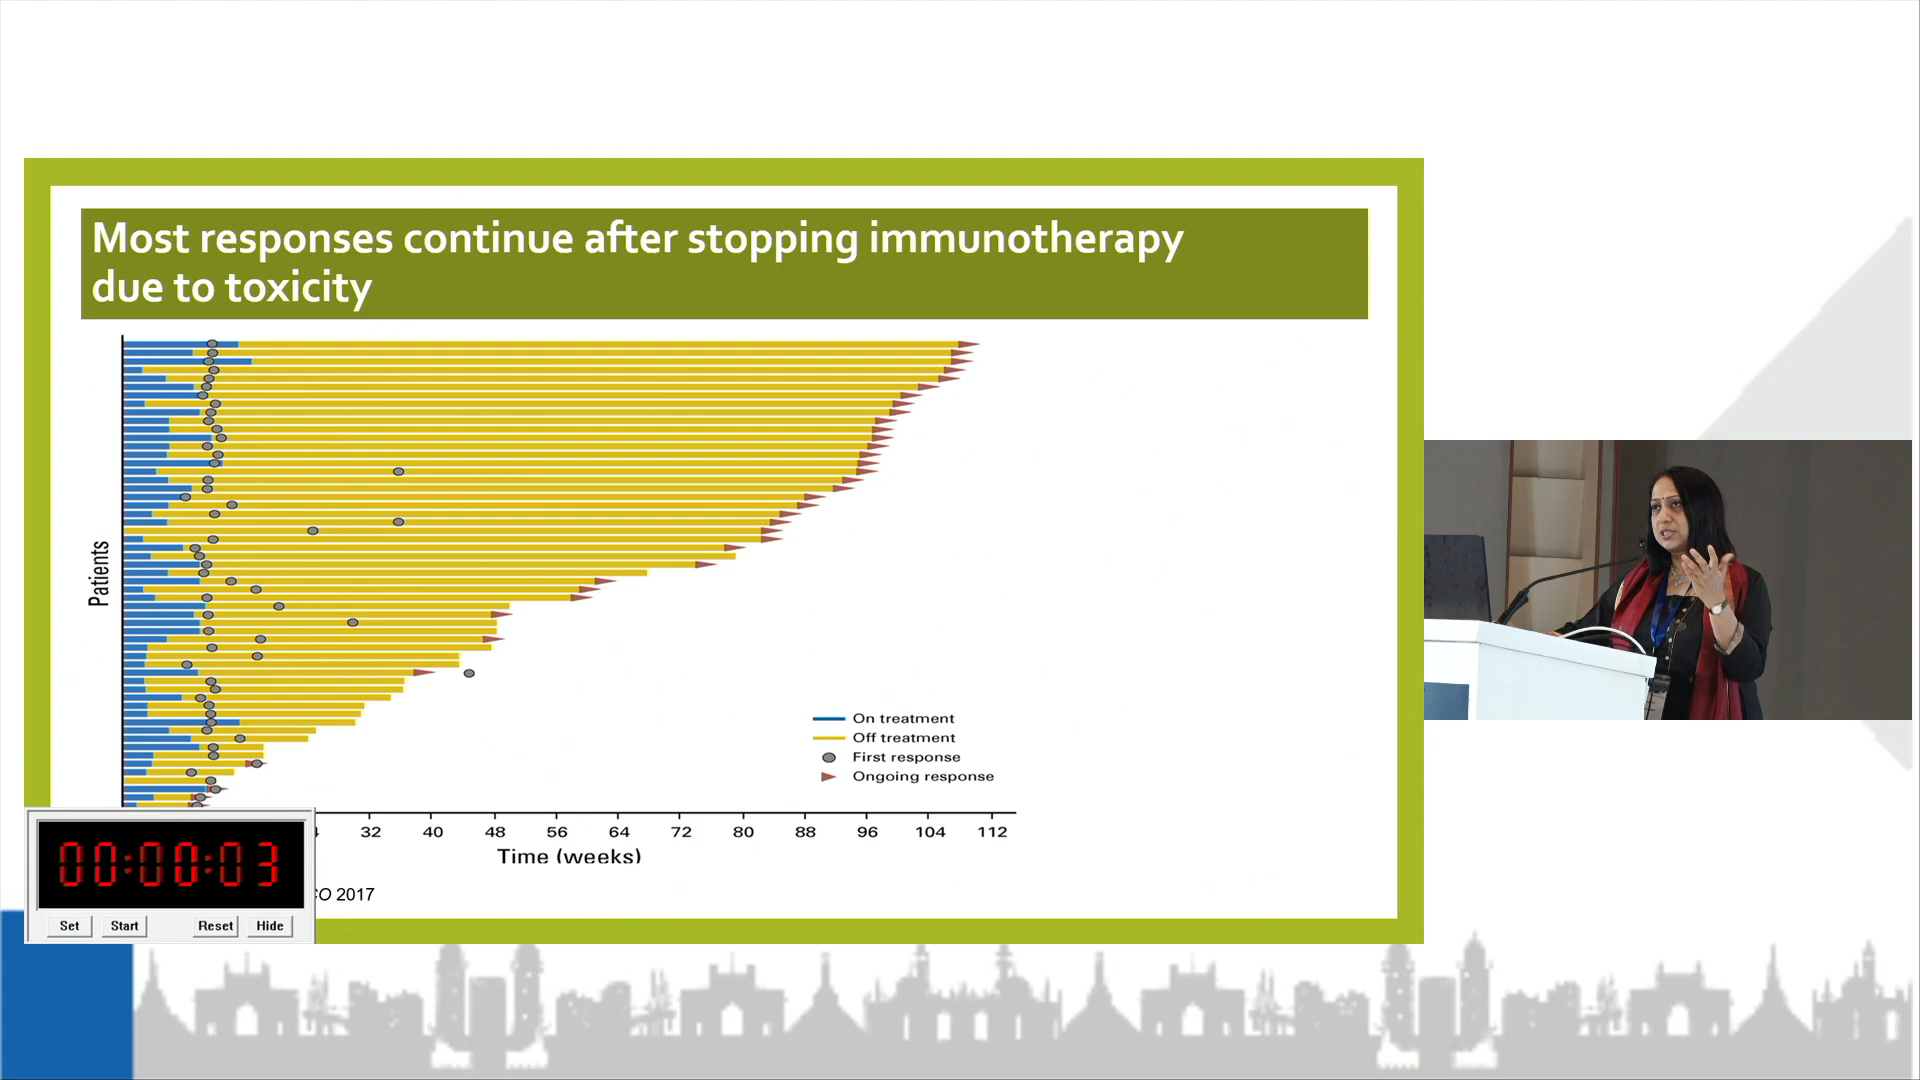 Most responses continue after stopping immunotherapy
due to toxicity
Patients
On treatment
Off treatment
First response
Ongoing response
32 40 48 56 64 72 80 88 96 104 112
Time (weeks)
2017
00:00:03
Set Start Reset Hide